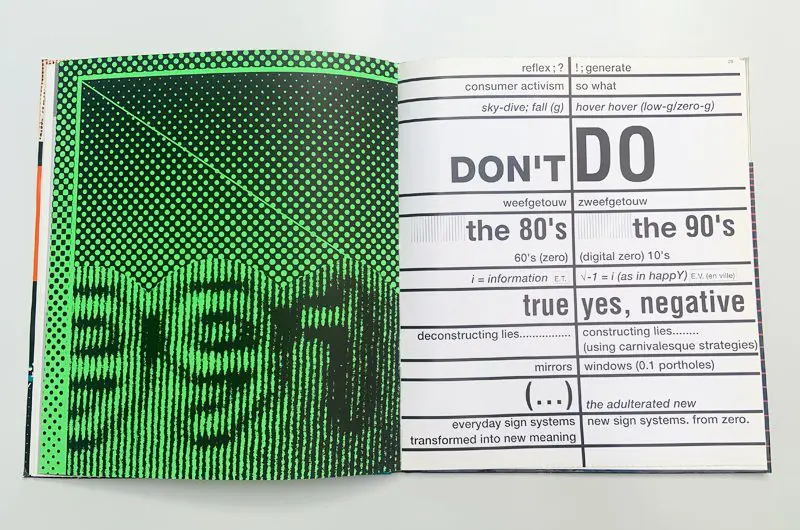 reflex ; ? ! ; generate
consumer activism so what
sky-dive; fall (g) hover hover (low-g/zero-g)
DON'T DO
weefgetouw zweefgetouw
the 80's the 90's
60's (zero) (digital zero) 10's
i = information E.T. √-1 = i (as in happY) E.V. (en ville)
true yes, negative
deconstructing lies............... constructing lies........
(using carnivalesque strategies)
mirrors windows (0.1 portholes)
(...) the adulterated new
everyday sign systems new sign systems. from zero.
transformed into new meaning